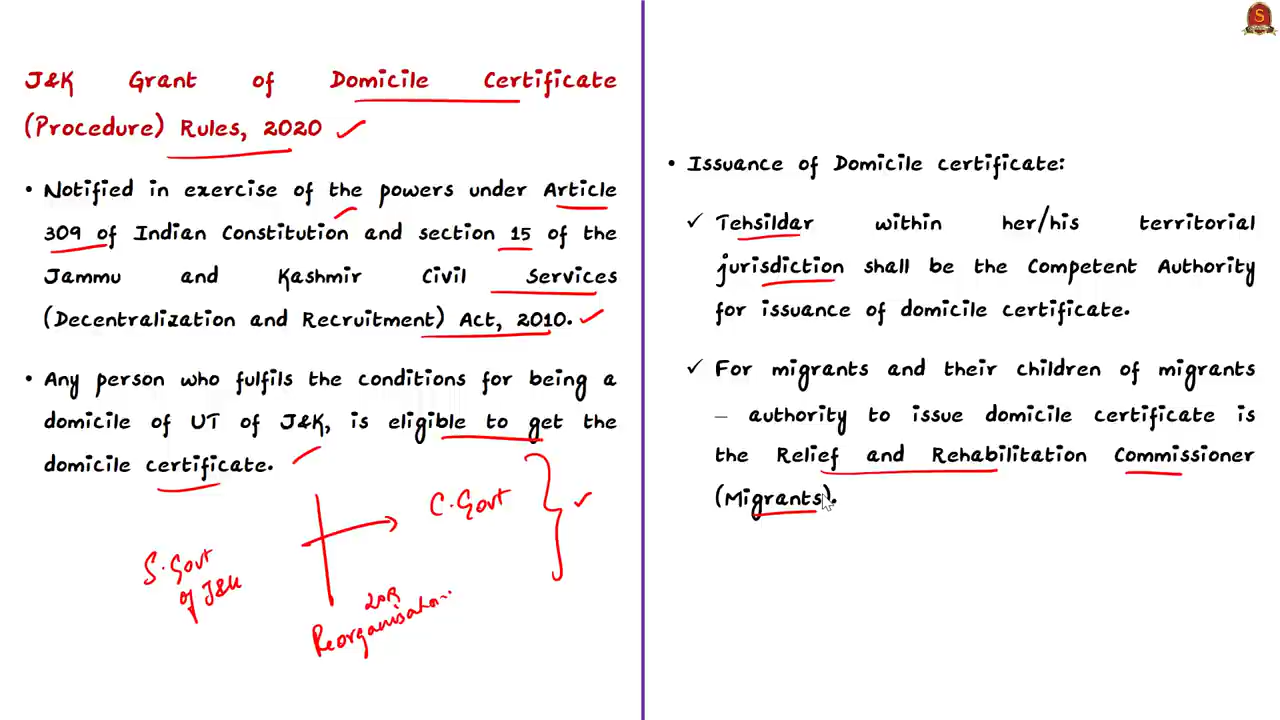 J&K Grant of Domicile Certificate
(Procedure) Rules, 2020
• Notified in exercise of the powers under Article
309 of Indian Constitution and section 15 of the
Jammu and Kashmir Civil Services
(Decentralization and Recruitment) Act, 2010.
• Any person who fulfils the conditions for being a
domicile of UT of J&K, is eligible to get the
domicile certificate.
C.Govt
S.Govt
of J&K
Reorganisation
• Issuance of Domicile certificate:
✓ Tehsildar within her/his territorial
jurisdiction shall be the Competent Authority
for issuance of domicile certificate.
✓ For migrants and their children of migrants
– authority to issue domicile certificate is
the Relief and Rehabilitation Commissioner
(Migrants).
S